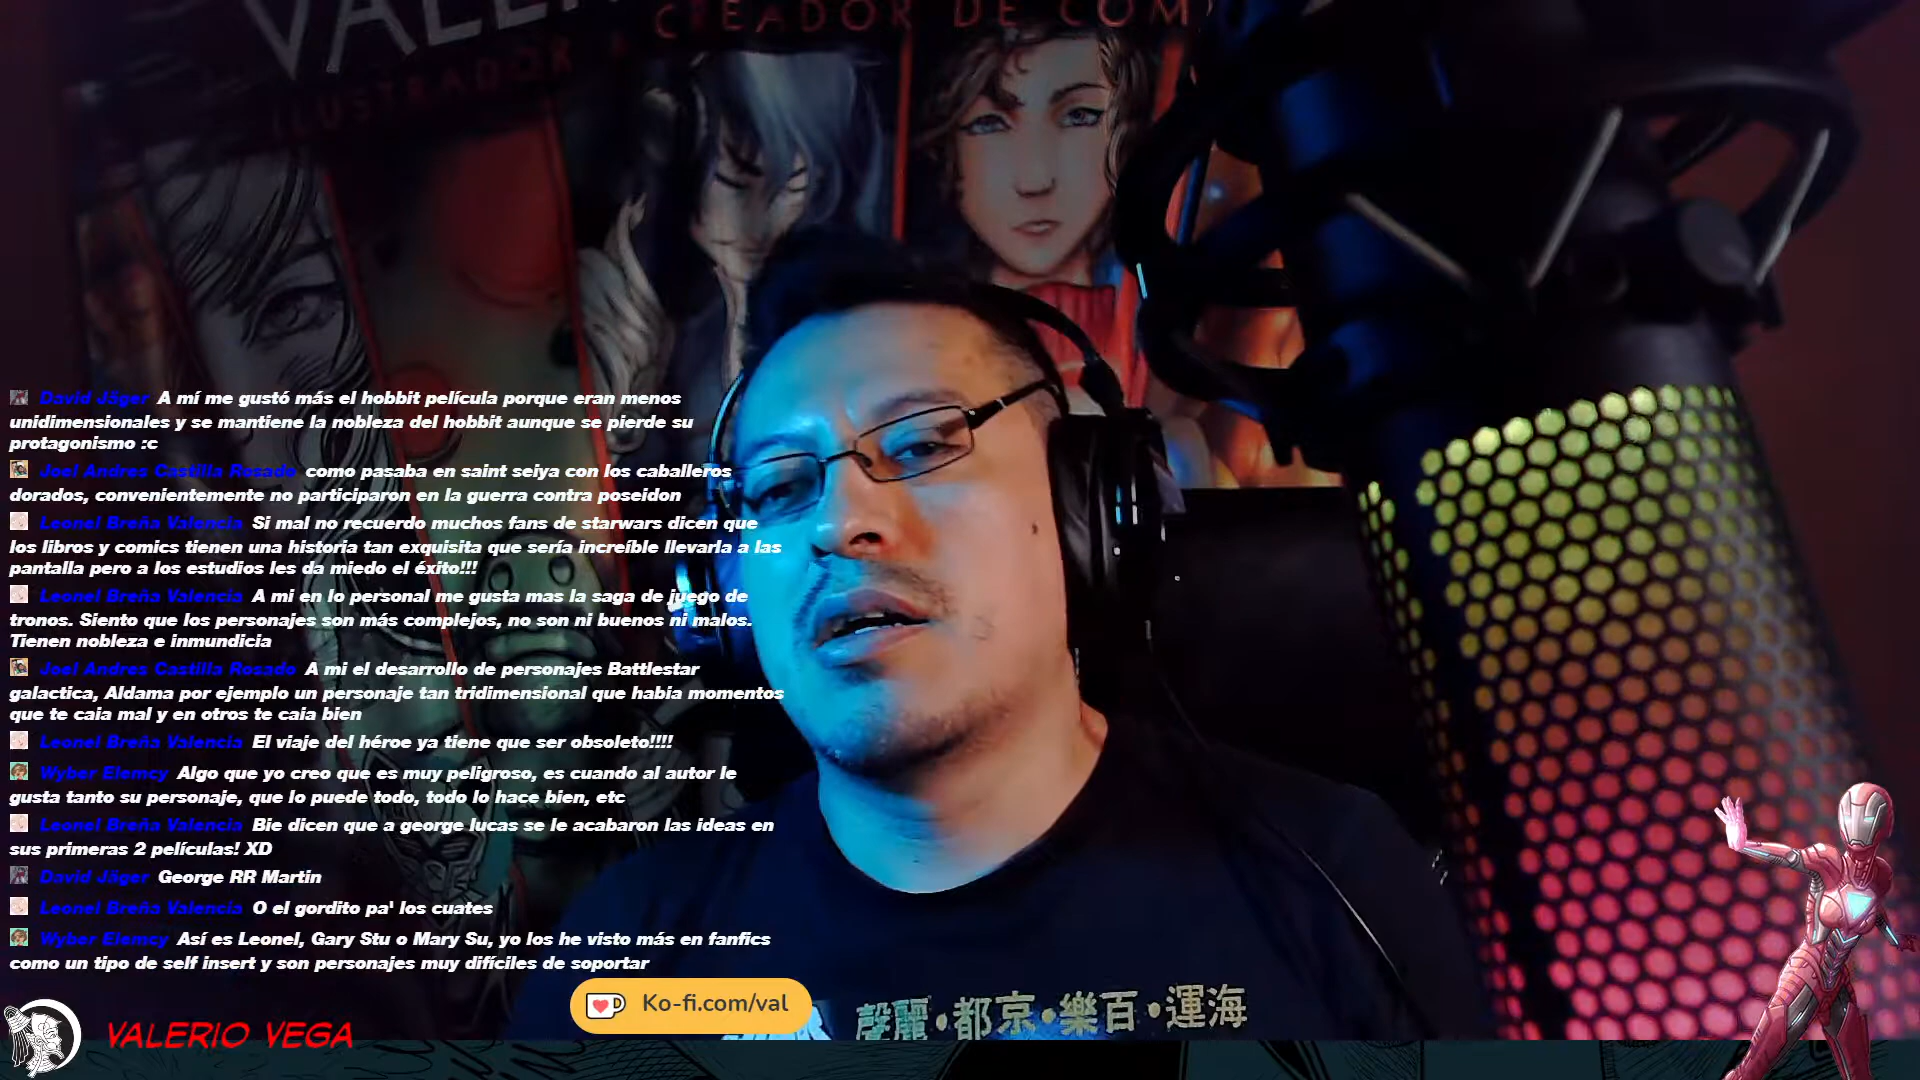 CREADOR DE COM
ILUSTRADOR
David Jäger A mí me gustó más el hobbit película porque eran menos
unidimensionales y se mantiene la nobleza del hobbit aunque se pierde su
protagonismo :c
Joel Andres Castilla Rosado como pasaba en saint seiya con los caballeros
dorados, convenientemente no participaron en la guerra contra poseidon
Leonel Breña Valencia Si mal no recuerdo muchos fans de starwars dicen que
los libros y comics tienen una historia tan exquisita que sería increíble llevarla a las
pantalla pero a los estudios les da miedo el éxito!!!
Leonel Breña Valencia A mi en lo personal me gusta mas la saga de juego de
tronos. Siento que los personajes son más complejos, no son ni buenos ni malos.
Tienen nobleza e inmundicia
Joel Andres Castilla Rosado A mi el desarrollo de personajes Battlestar
galactica, Aldama por ejemplo un personaje tan tridimensional que habia momentos
que te caia mal y en otros te caia bien
Leonel Breña Valencia El viaje del héroe ya tiene que ser obsoleto!!!!
Wyber Elemcy Algo que yo creo que es muy peligroso, es cuando al autor le
gusta tanto su personaje, que lo puede todo, todo lo hace bien, etc
Leonel Breña Valencia Bie dicen que a george lucas se le acabaron las ideas en
sus primeras 2 películas! XD
David Jäger George RR Martin
Leonel Breña Valencia O el gordito pa' los cuates
Wyber Elemcy Así es Leonel, Gary Stu o Mary Su, yo los he visto más en fanfics
como un tipo de self insert y son personajes muy difíciles de soportar
Ko-fi.com/val
聲麗•都京•樂百•運海
VALERIO VEGA